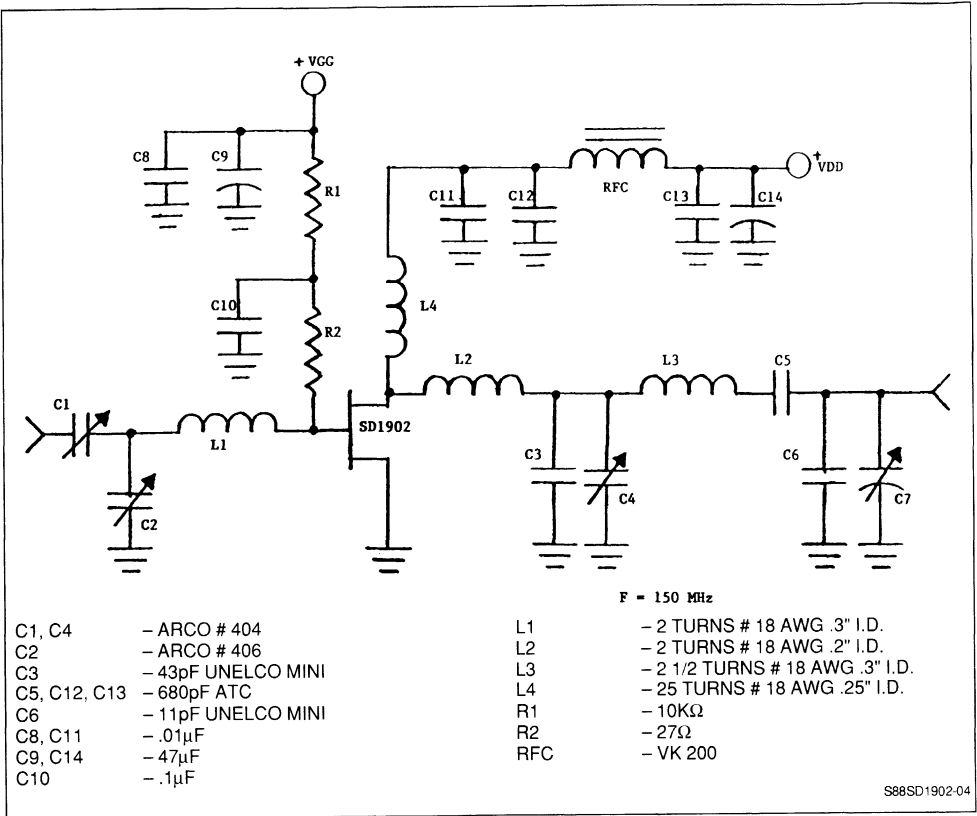 + VGG
C8
C9
R1
C11
C12
RFC
C13
C14
+
VDD
C10
R2
L4
C1
L1
C2
SD1902
L2
L3
C5
C3
C4
C6
C7
F = 150 MHz
C1, C4 – ARCO # 404
C2 – ARCO # 406
C3 – 43pF UNELCO MINI
C5, C12, C13 – 680pF ATC
C6 – 11pF UNELCO MINI
C8, C11 – .01µF
C9, C14 – 47µF
C10 – .1µF
L1 – 2 TURNS # 18 AWG .3" I.D.
L2 – 2 TURNS # 18 AWG .2" I.D.
L3 – 2 1/2 TURNS # 18 AWG .3" I.D.
L4 – 25 TURNS # 18 AWG .25" I.D.
R1 – 10KΩ
R2 – 27Ω
RFC – VK 200
S88SD1902-04